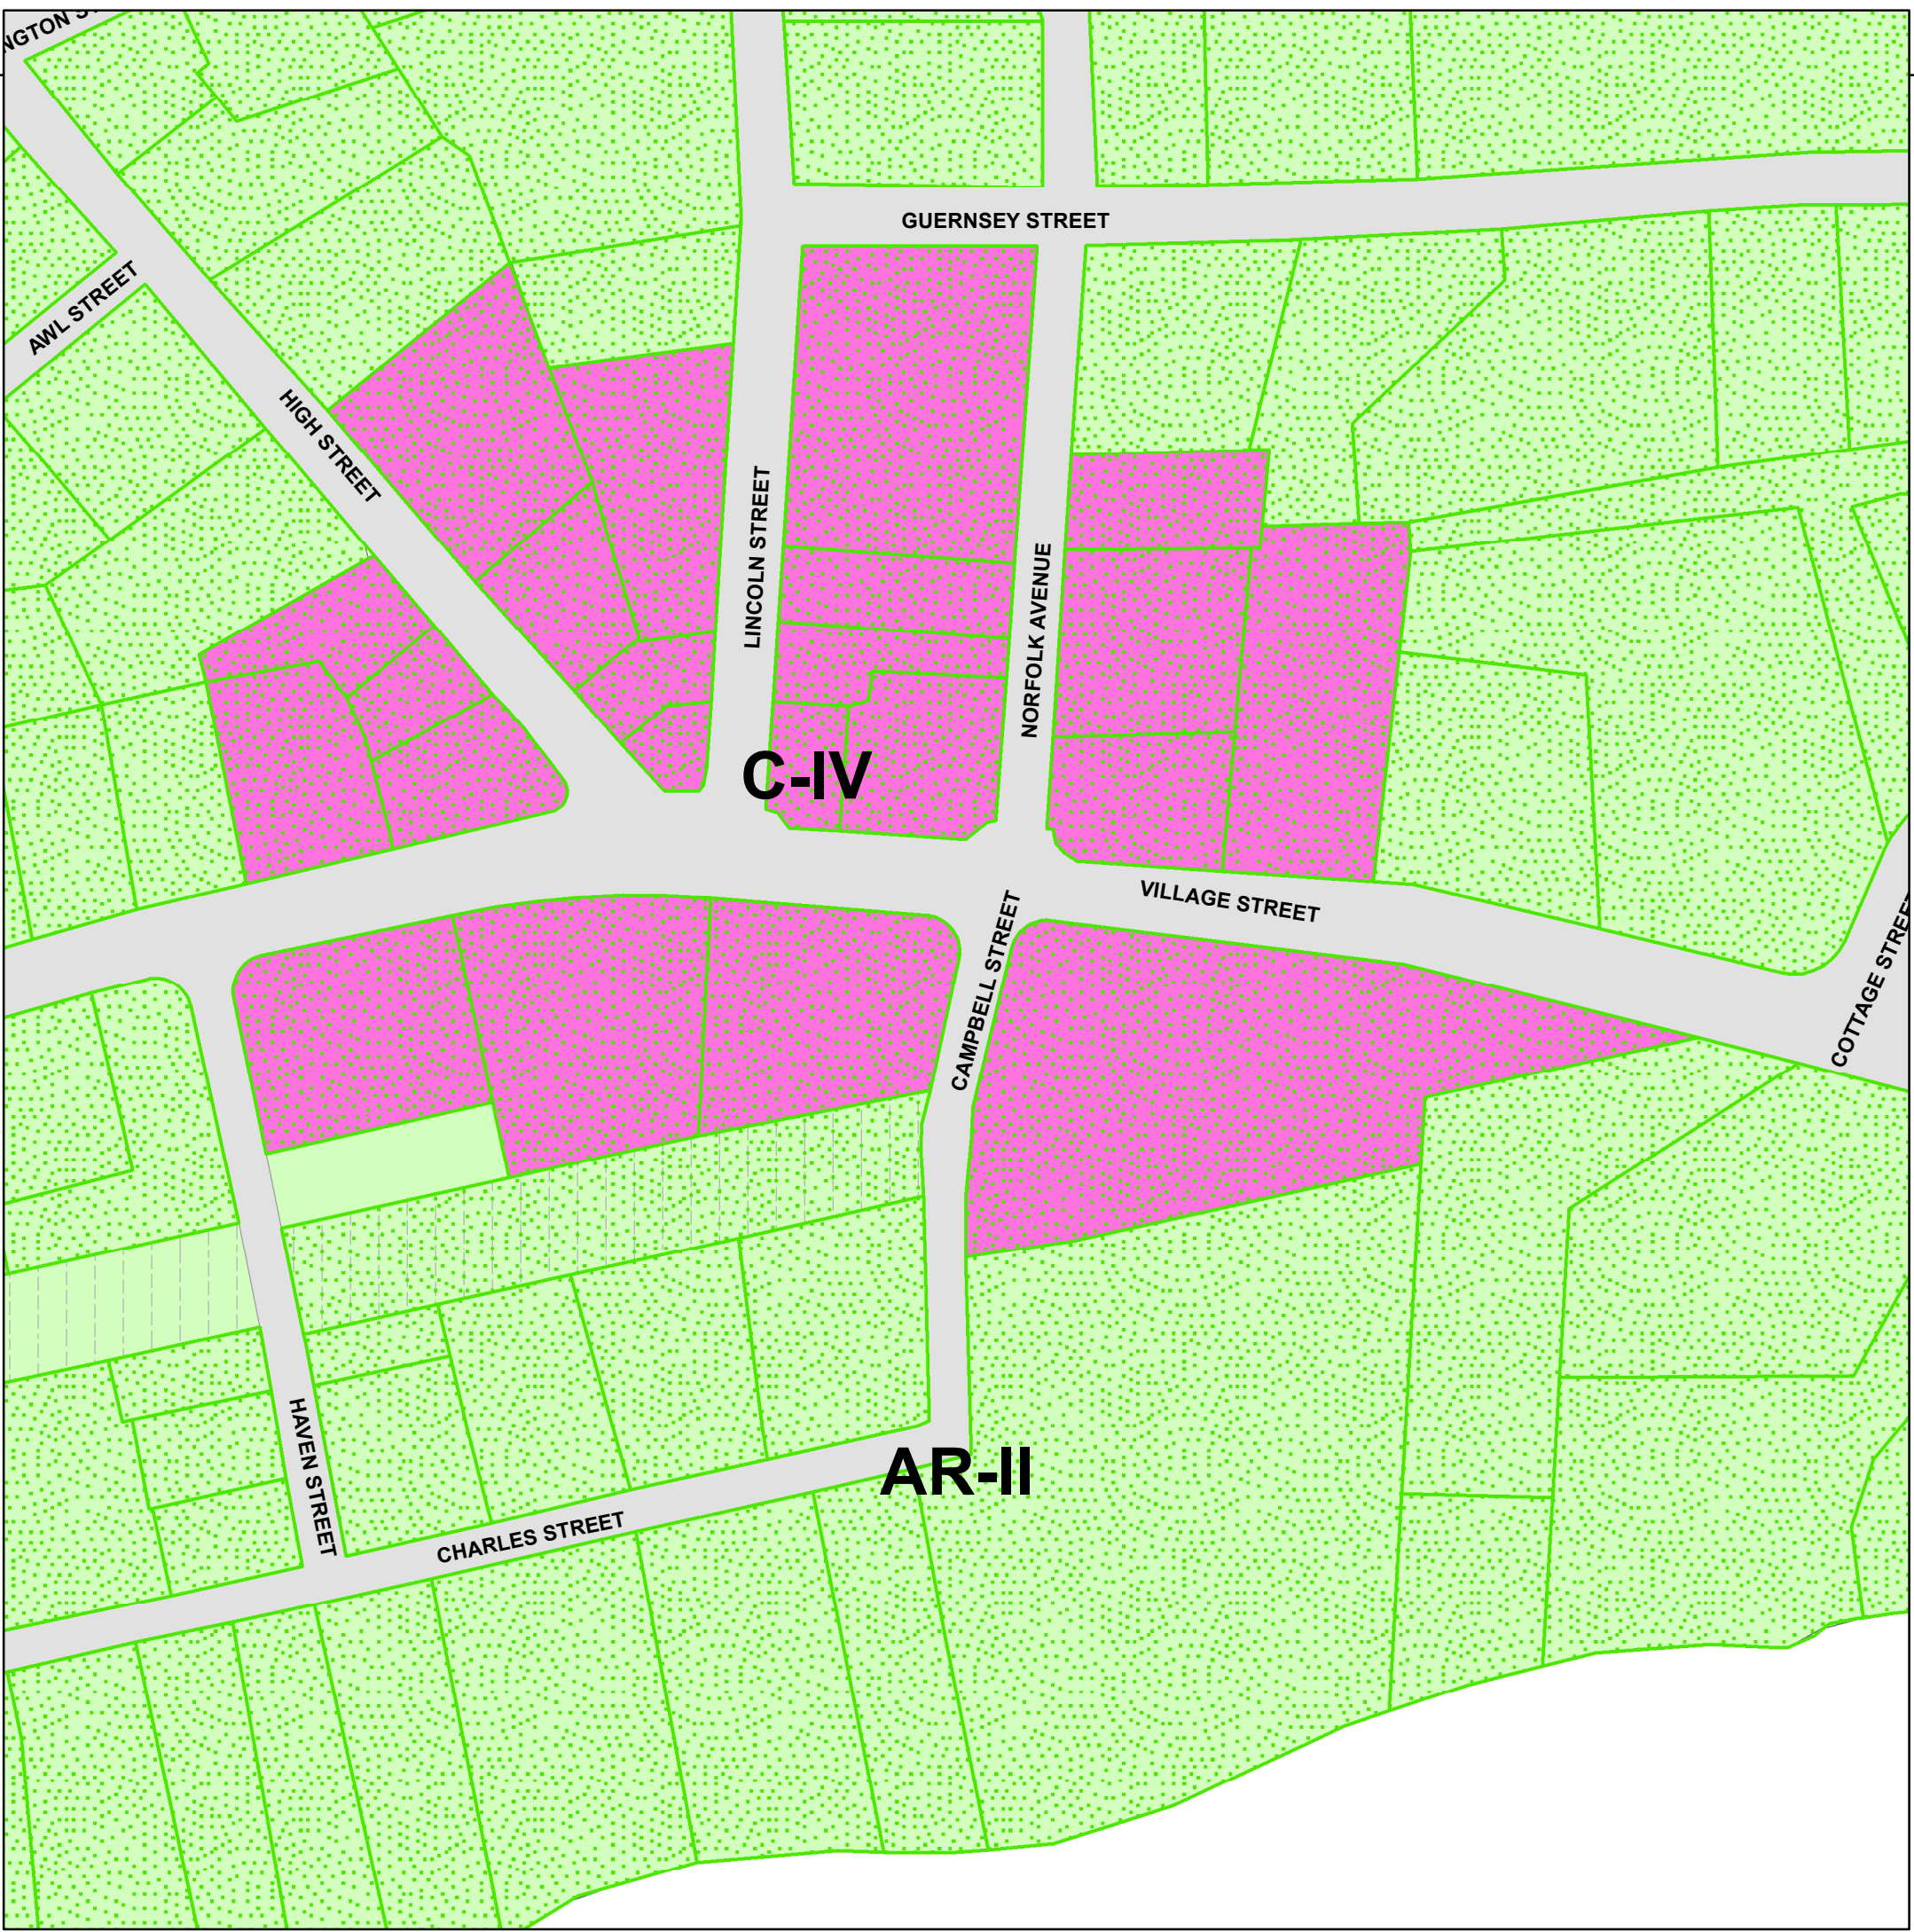 GUERNSEY STREET
AWL STREET
HIGH STREET
LINCOLN STREET
NORFOLK AVENUE
C-IV
VILLAGE STREET
CAMPBELL STREET
COTTAGE STREET
HAVEN STREET
AR-II
CHARLES STREET